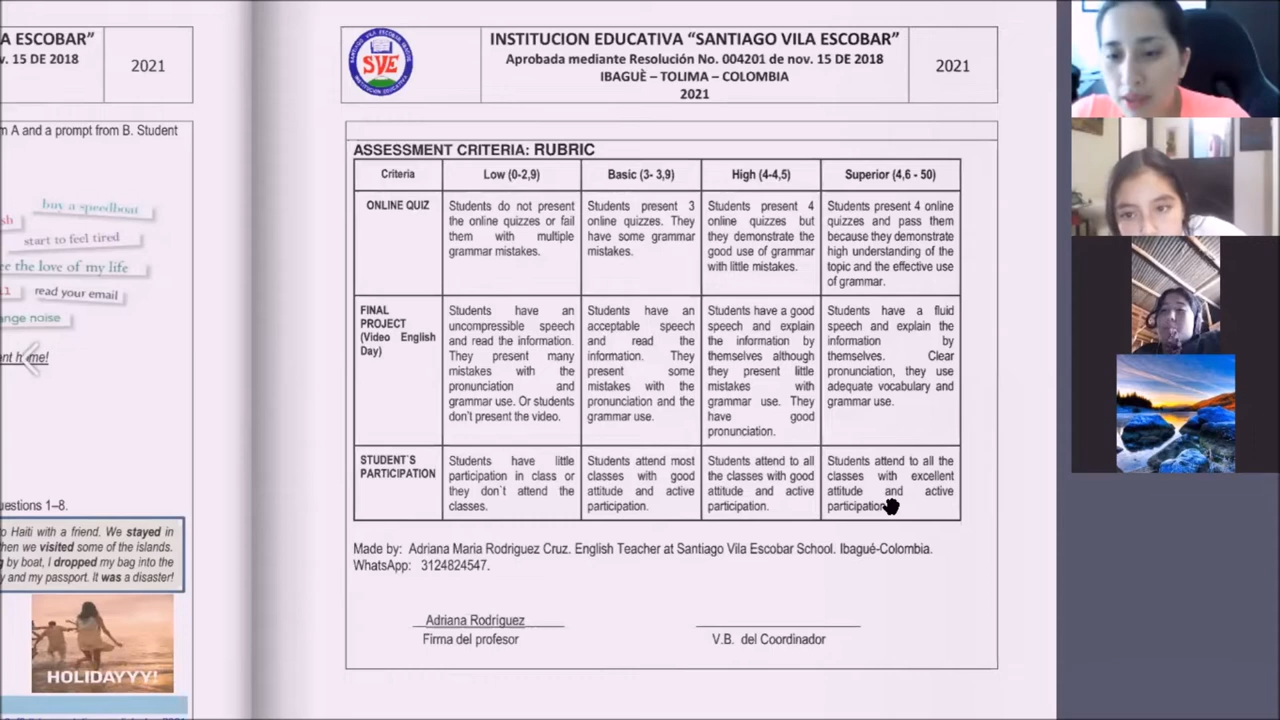 A ESCOBAR”
v. 15 DE 2018
2021
m A and a prompt from B. Student
buy a speedboat
sh
start to feel tired
ee the love of my life
read your email
ange noise
ent home!
uestions 1–8.
o Haiti with a friend. We stayed in
hen we visited some of the islands.
g by boat, I dropped my bag into the
y and my passport. It was a disaster!
HOLIDAYYY!
SVE
INSTITUCION EDUCATIVA “SANTIAGO VILA ESCOBAR”
Aprobada mediante Resolución No. 004201 de nov. 15 DE 2018
IBAGUÈ – TOLIMA – COLOMBIA
2021
2021
ASSESSMENT CRITERIA: RUBRIC
Criteria
Low (0-2,9)
Basic (3- 3,9)
High (4-4,5)
Superior (4,6 - 50)
ONLINE QUIZ
Students do not present
the online quizzes or fail
them with multiple
grammar mistakes.
Students present 3
online quizzes. They
have some grammar
mistakes.
Students present 4
online quizzes but
they demonstrate the
good use of grammar
with little mistakes.
Students present 4 online
quizzes and pass them
because they demonstrate
high understanding of the
topic and the effective use
of grammar.
FINAL
PROJECT
(Video English
Day)
Students have an
uncompressible speech
and read the information.
They present many
mistakes with the
pronunciation and
grammar use. Or students
don’t present the video.
Students have an
acceptable speech
and read the
information. They
present some
mistakes with the
pronunciation and the
grammar use.
Students have a good
speech and explain
the information by
themselves although
they present little
mistakes with
grammar use. They
have good
pronunciation.
Students have a fluid
speech and explain the
information by
themselves. Clear
pronunciation, they use
adequate vocabulary and
grammar use.
STUDENT`S
PARTICIPATION
Students have little
participation in class or
they don`t attend the
classes.
Students attend most
classes with good
attitude and active
participation.
Students attend to all
the classes with good
attitude and active
participation.
Students attend to all the
classes with excellent
attitude and active
participation
Made by: Adriana Maria Rodriguez Cruz. English Teacher at Santiago Vila Escobar School. Ibagué-Colombia.
WhatsApp: 3124824547.
Adriana Rodríguez
Firma del profesor
V.B. del Coordinador